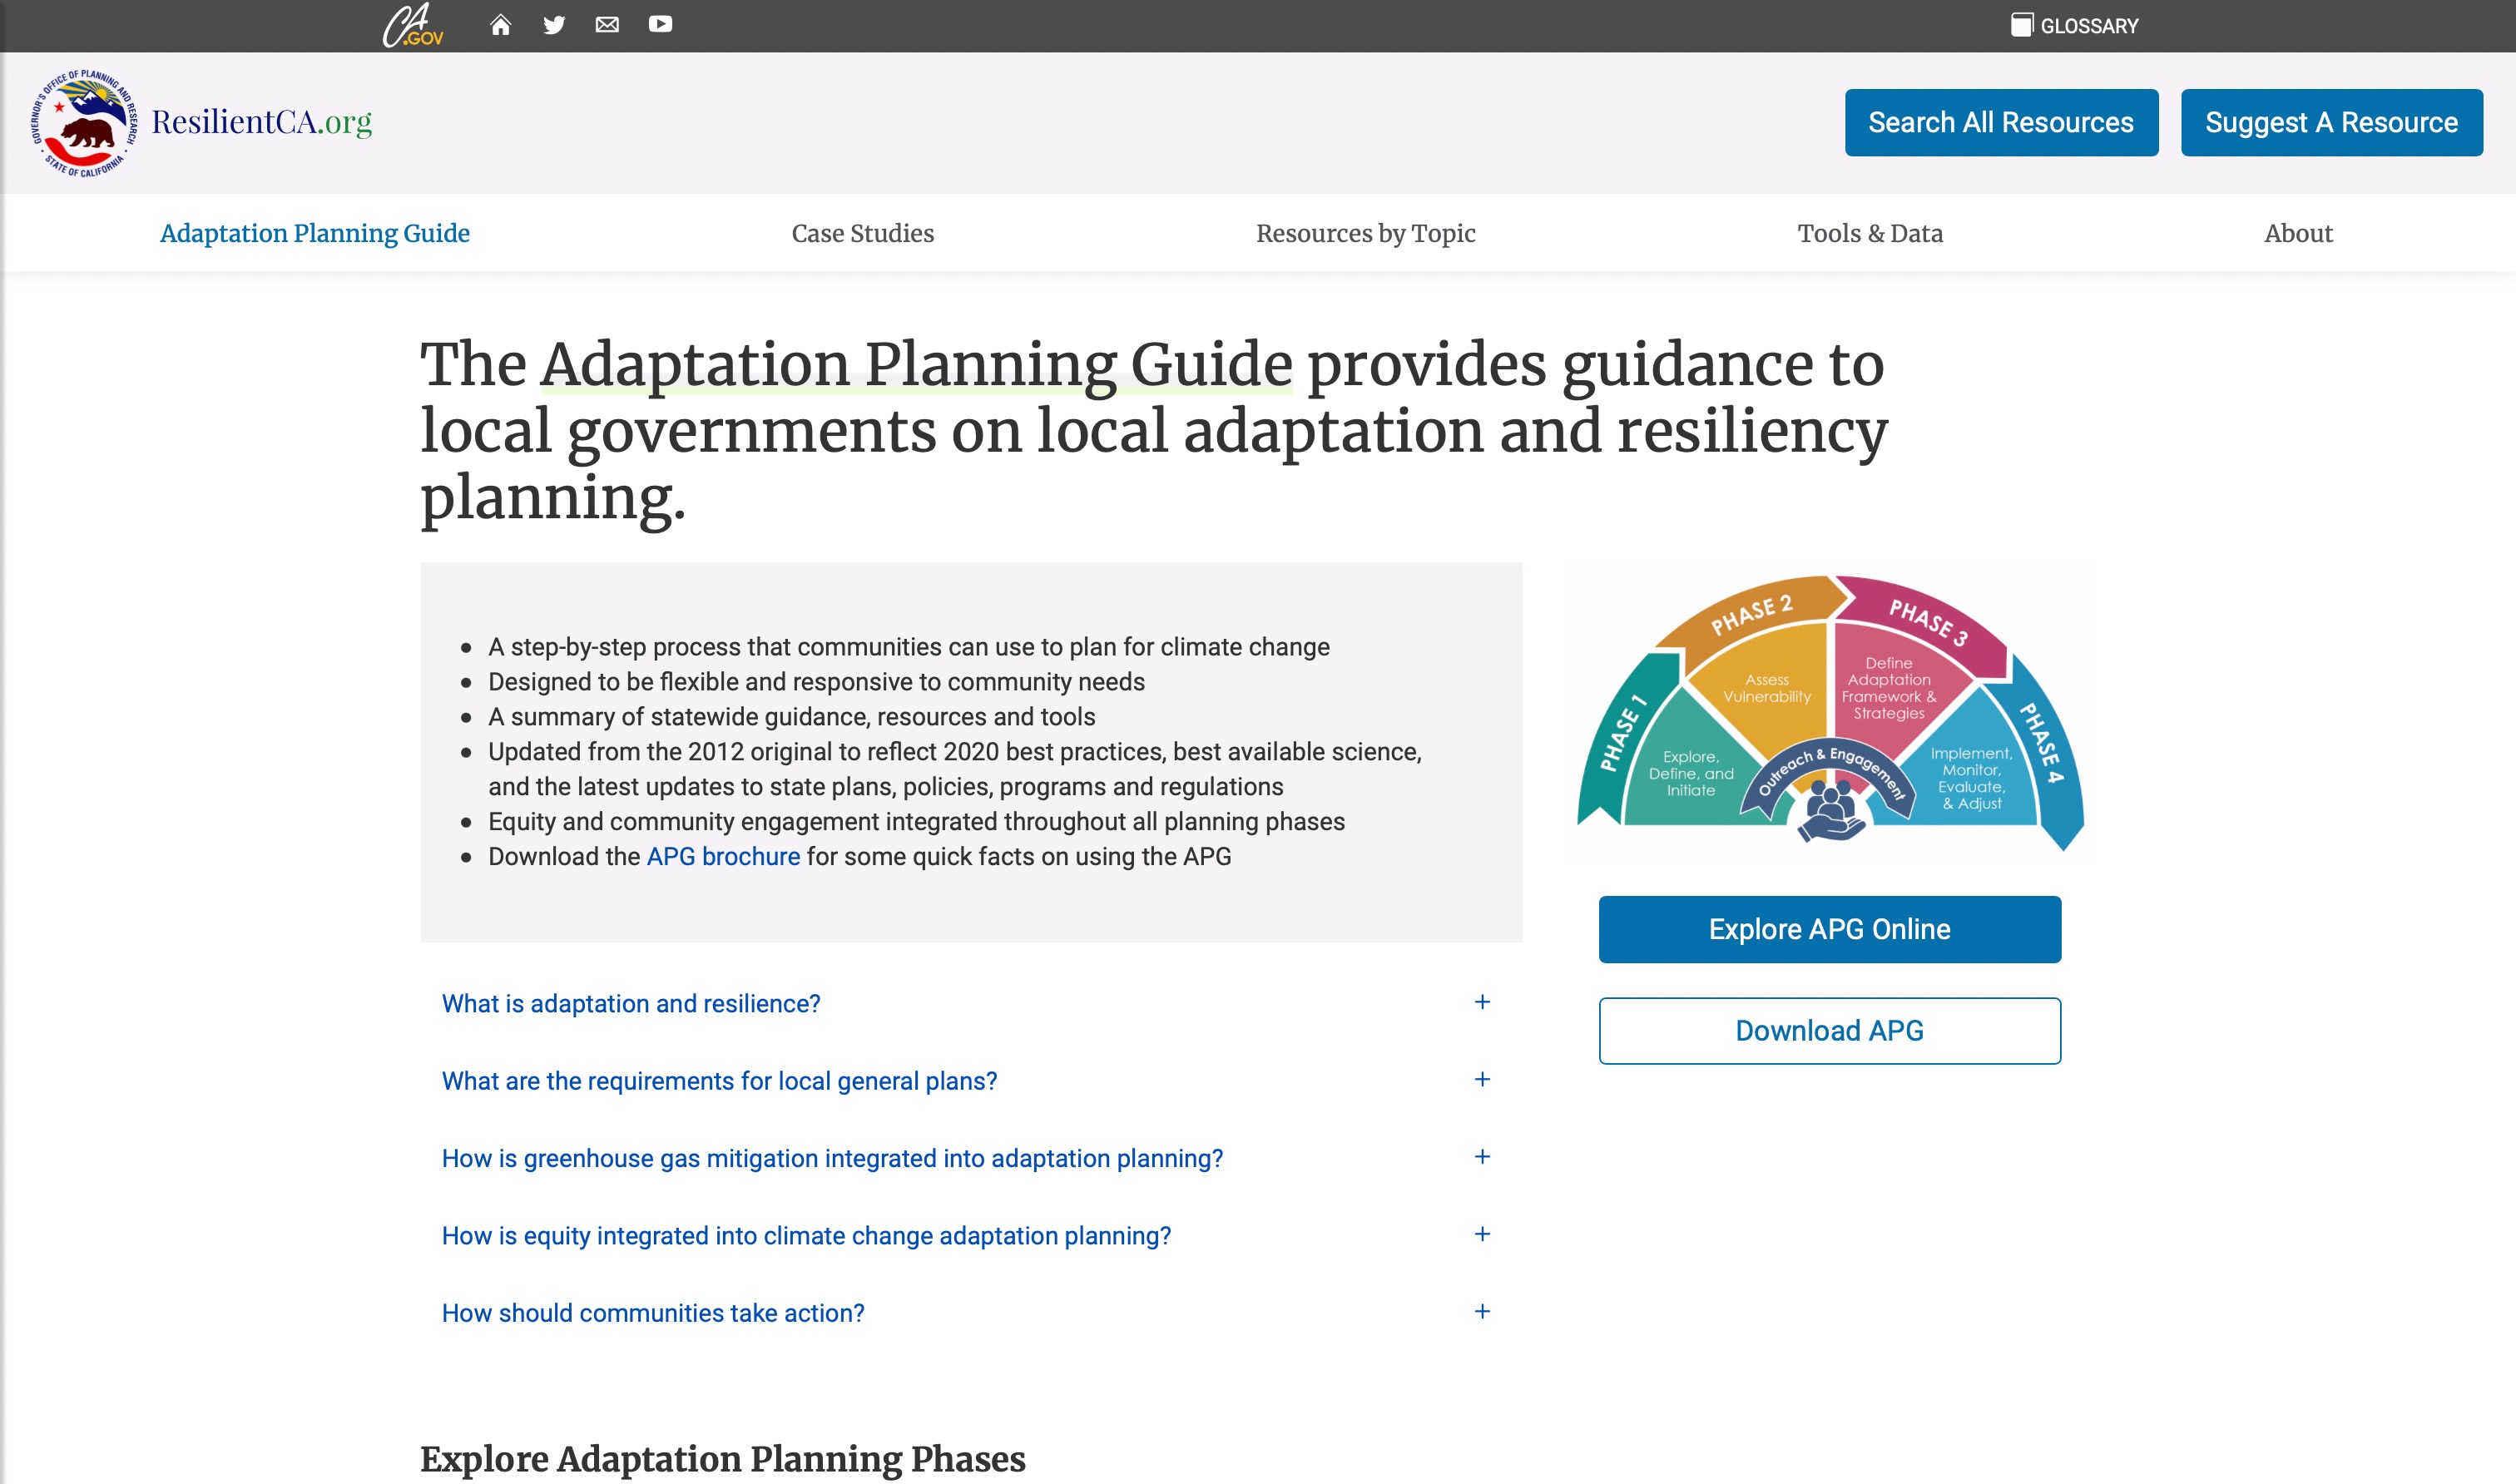 CA.GOV
GLOSSARY
GOVERNOR'S OFFICE OF PLANNING AND RESEARCH
• STATE OF CALIFORNIA •
ResilientCA.org
Search All Resources
Suggest A Resource
Adaptation Planning Guide
Case Studies
Resources by Topic
Tools & Data
About
The Adaptation Planning Guide provides guidance to
local governments on local adaptation and resiliency
planning.
• A step-by-step process that communities can use to plan for climate change
• Designed to be flexible and responsive to community needs
• A summary of statewide guidance, resources and tools
• Updated from the 2012 original to reflect 2020 best practices, best available science,
and the latest updates to state plans, policies, programs and regulations
• Equity and community engagement integrated throughout all planning phases
• Download the APG brochure for some quick facts on using the APG
PHASE 1
Explore,
Define, and
Initiate
PHASE 2
Assess
Vulnerability
PHASE 3
Define
Adaptation
Framework &
Strategies
PHASE 4
Implement,
Monitor,
Evaluate,
& Adjust
Outreach & Engagement
Explore APG Online
Download APG
What is adaptation and resilience? +
What are the requirements for local general plans? +
How is greenhouse gas mitigation integrated into adaptation planning? +
How is equity integrated into climate change adaptation planning? +
How should communities take action? +
Explore Adaptation Planning Phases